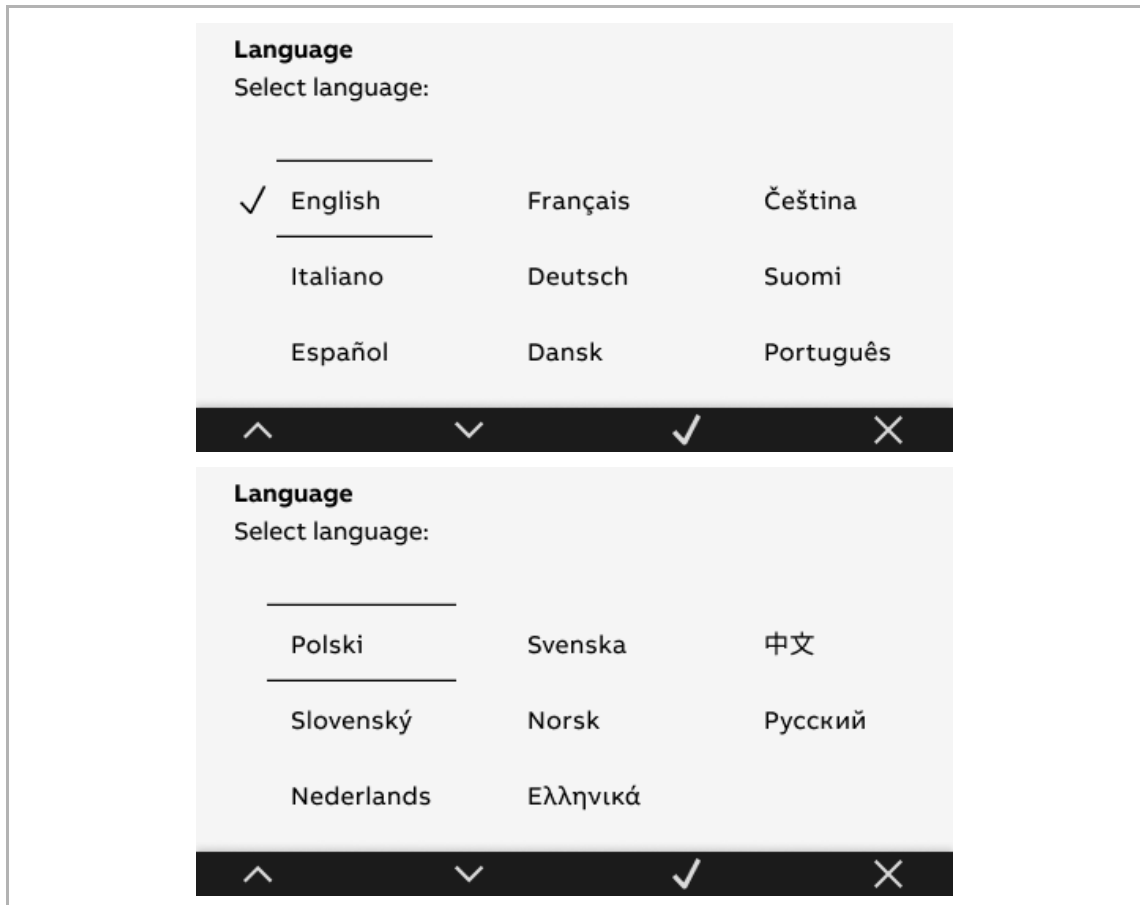 Language
Select language:
English Français Čeština
Italiano Deutsch Suomi
Español Dansk Português
Language
Select language:
Polski Svenska 中文
Slovenský Norsk Русский
Nederlands Ελληνικά